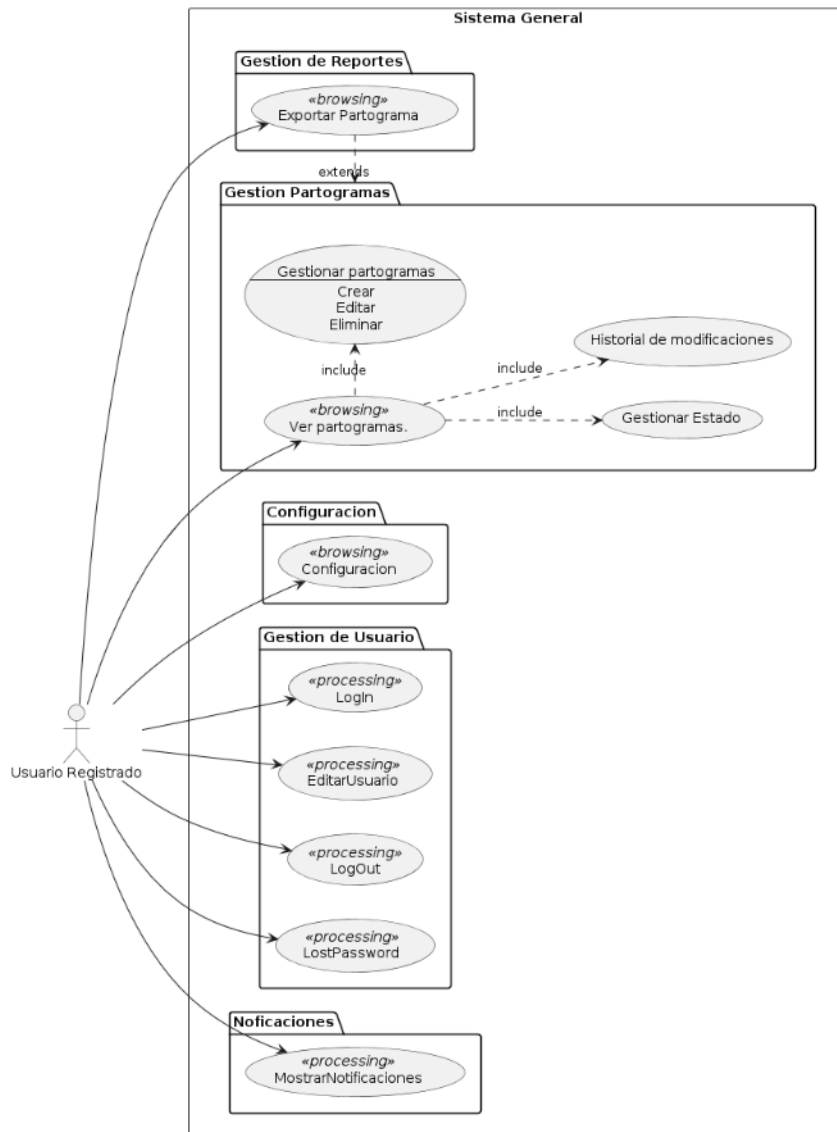 Sistema General
Gestion de Reportes
«browsing»
Exportar Partograma
extends
Gestion Partogramas
Gestionar partogramas
Crear
Editar
Eliminar
Historial de modificaciones
include
include
«browsing»
Ver partogramas.
include
Gestionar Estado
Configuracion
«browsing»
Configuracion
Gestion de Usuario
«processing»
LogIn
Usuario Registrado
«processing»
EditarUsuario
«processing»
LogOut
«processing»
LostPassword
Noficaciones
«processing»
MostrarNotificaciones